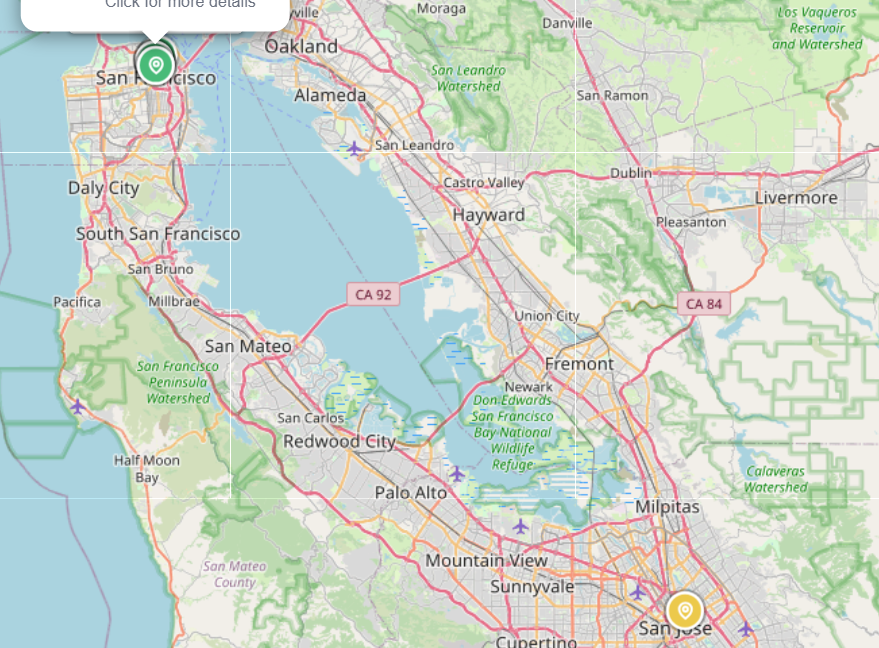 Click for more details
Moraga
Danville
Los Vaqueros
Reservoir
and Watershed
Oakland
San Leandro
Watershed
San Ramon
Alameda
San Leandro
Daly City
Castro Valley
Dublin
Livermore
Hayward
Pleasanton
South San Francisco
San Bruno
CA 92
CA 84
Pacifica
Millbrae
Union City
San Mateo
Fremont
San Francisco
Peninsula
Watershed
Newark
Don Edwards
San Francisco
Bay National
Wildlife
Refuge
San Carlos
Redwood City
Half Moon
Bay
Calaveras
Watershed
Palo Alto
Milpitas
Mountain View
San Mateo
County
Sunnyvale
San Jose
Cupertino